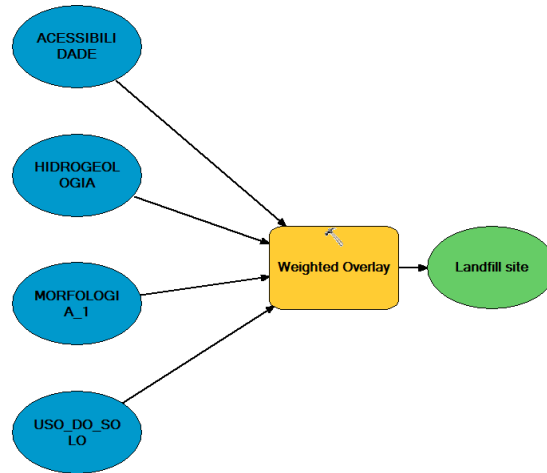 ACESSIBILI
DADE
HIDROGEOL
OGIA
Weighted Overlay
Landfill site
MORFOLOGI
A_1
USO_DO_SO
LO